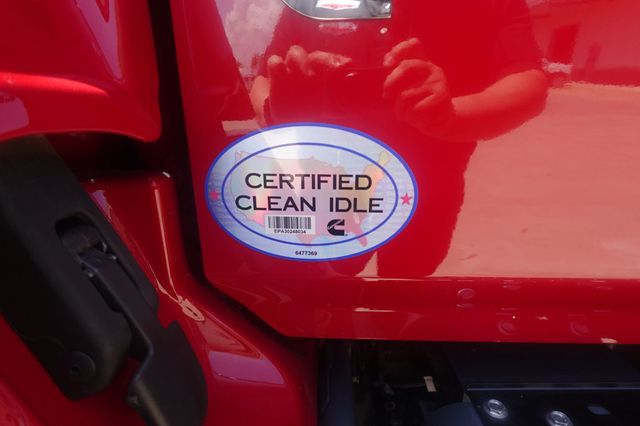 CERTIFIED
CLEAN IDLE
EPA30248034
6477369